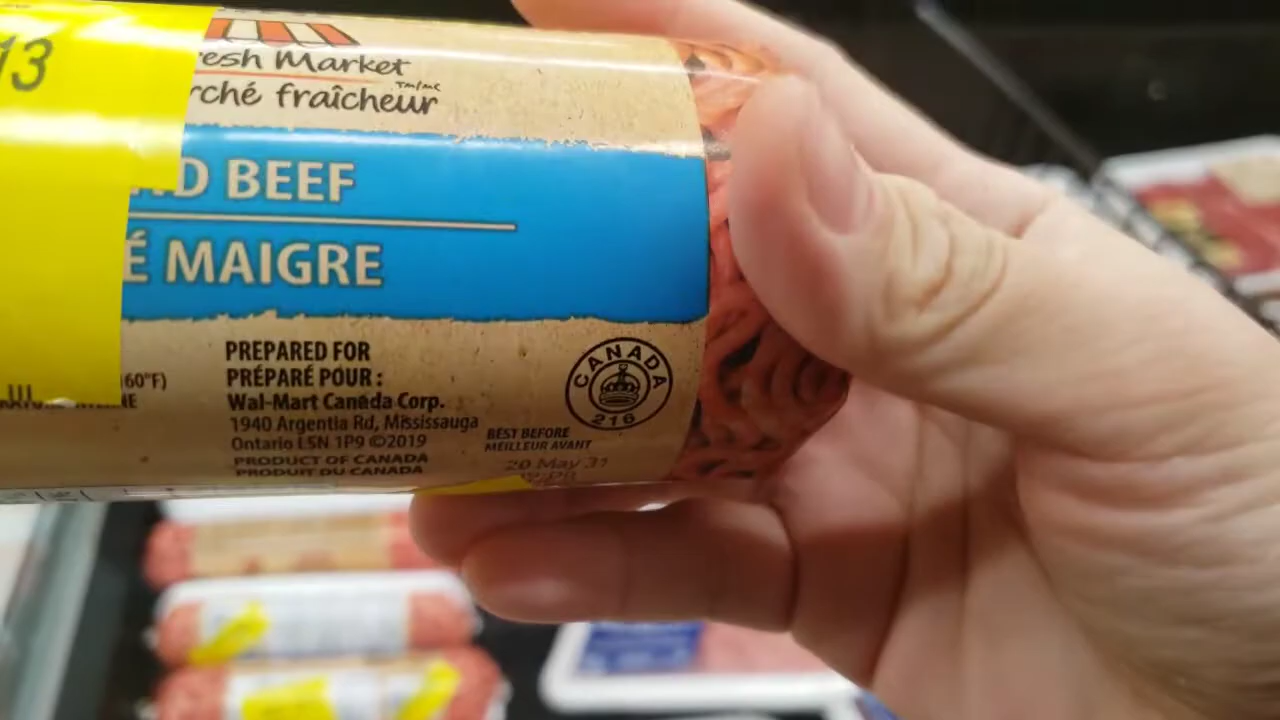 13
resh Market
TM/MC
rché fraîcheur
D BEEF
É MAIGRE
PREPARED FOR
PRÉPARÉ POUR :
Wal-Mart Canada Corp.
1940 Argentia Rd, Mississauga
Ontario L5N 1P9 ©2019
PRODUCT OF CANADA
PRODUIT DU CANADA
60°F)
CANADA
216
BEST BEFORE
MEILLEUR AVANT
20 May 31